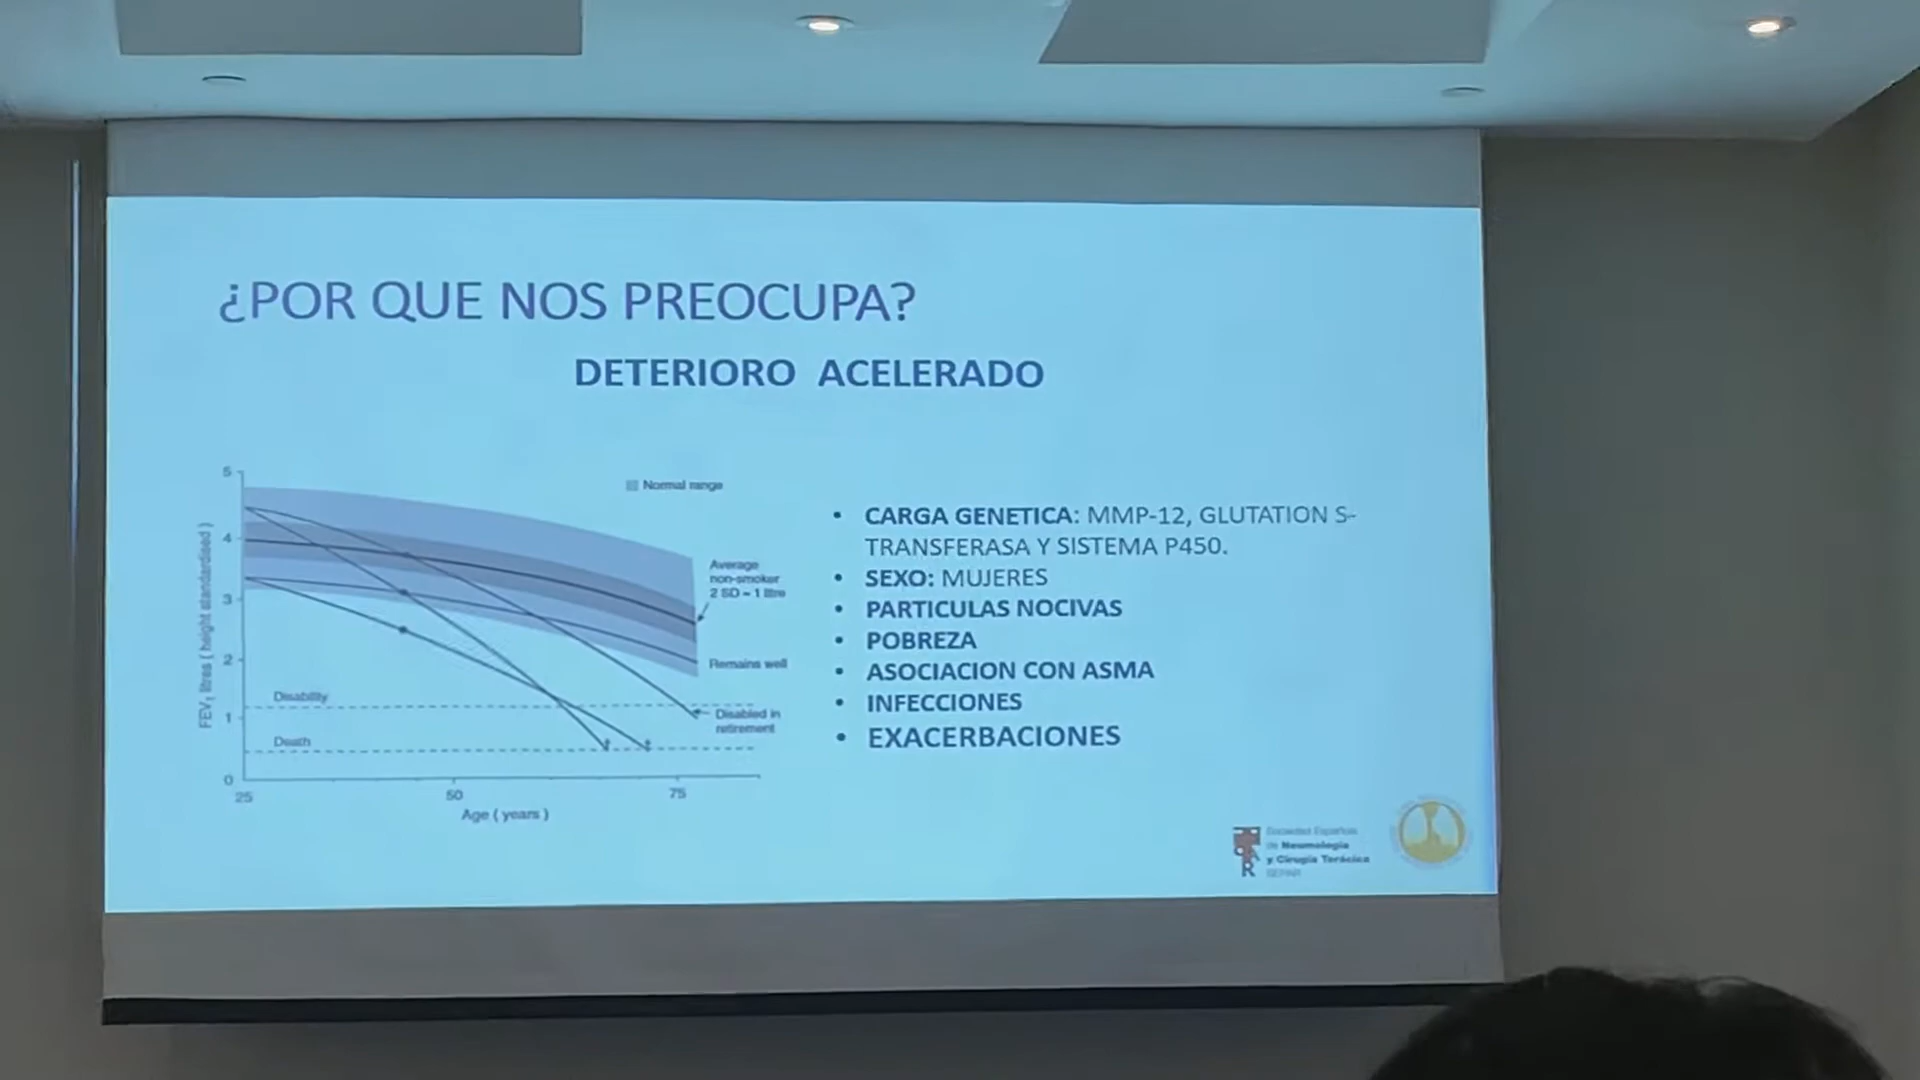 ¿POR QUE NOS PREOCUPA?
DETERIORO ACELERADO
5
4
3
2
1
0
FEV1 litres ( height standardised )
Normal range
Average
non-smoker
2 SD ~ 1 litre
Remains well
Disability
Disabled in
retirement
Death
25
50
75
Age ( years )
• CARGA GENETICA: MMP-12, GLUTATION S-
TRANSFERASA Y SISTEMA P450.
• SEXO: MUJERES
• PARTICULAS NOCIVAS
• POBREZA
• ASOCIACION CON ASMA
• INFECCIONES
• EXACERBACIONES
Sociedad Española
de Neumología
y Cirugía Torácica
SEPAR